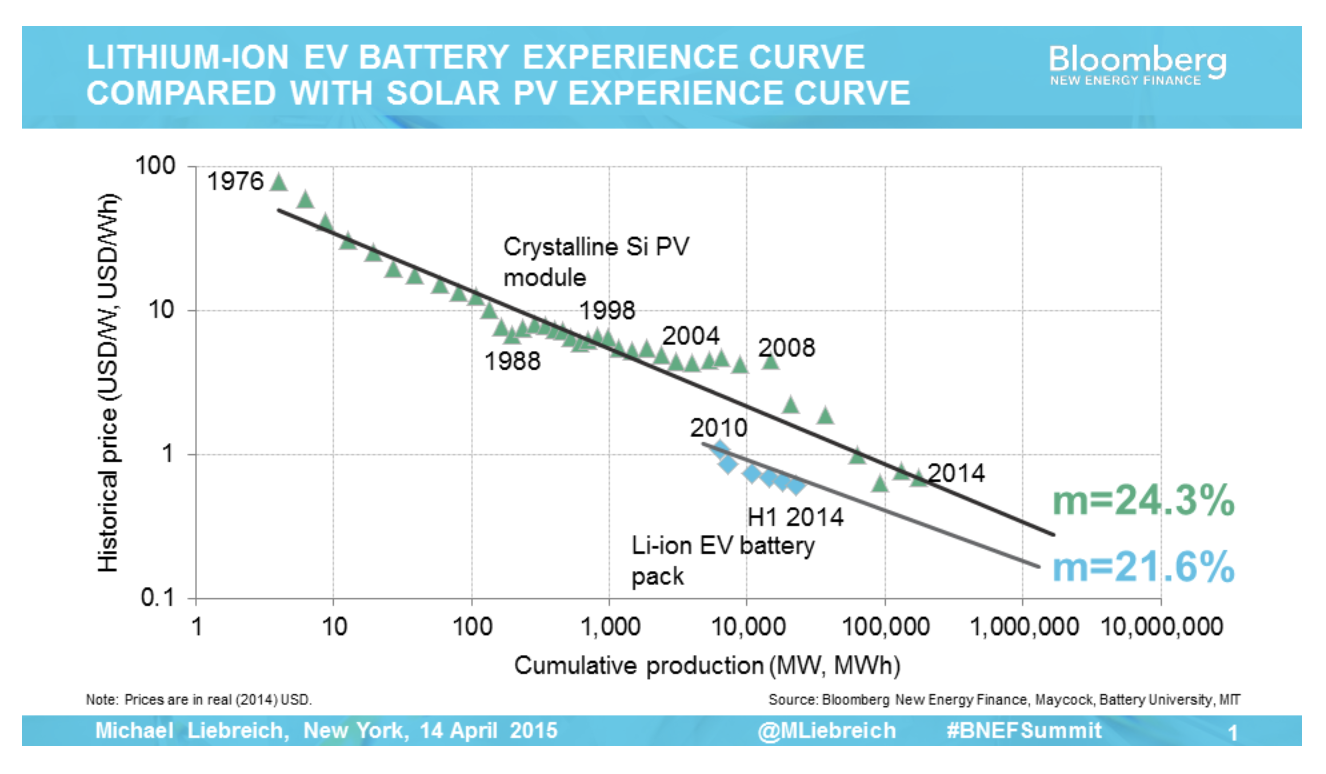 LITHIUM-ION EV BATTERY EXPERIENCE CURVE
COMPARED WITH SOLAR PV EXPERIENCE CURVE
Bloomberg
NEW ENERGY FINANCE
Historical price (USD/W, USD/Wh)
100
10
1
0.1
1976
Crystalline Si PV
module
1998
1988
2004
2008
2010
2014
H1 2014
Li-ion EV battery
pack
m=24.3%
m=21.6%
1
10
100
1,000
10,000
100,000
1,000,000
10,000,000
Cumulative production (MW, MWh)
Note: Prices are in real (2014) USD.
Source: Bloomberg New Energy Finance, Maycock, Battery University, MIT
Michael Liebreich, New York, 14 April 2015
@MLiebreich
#BNEFSummit
1